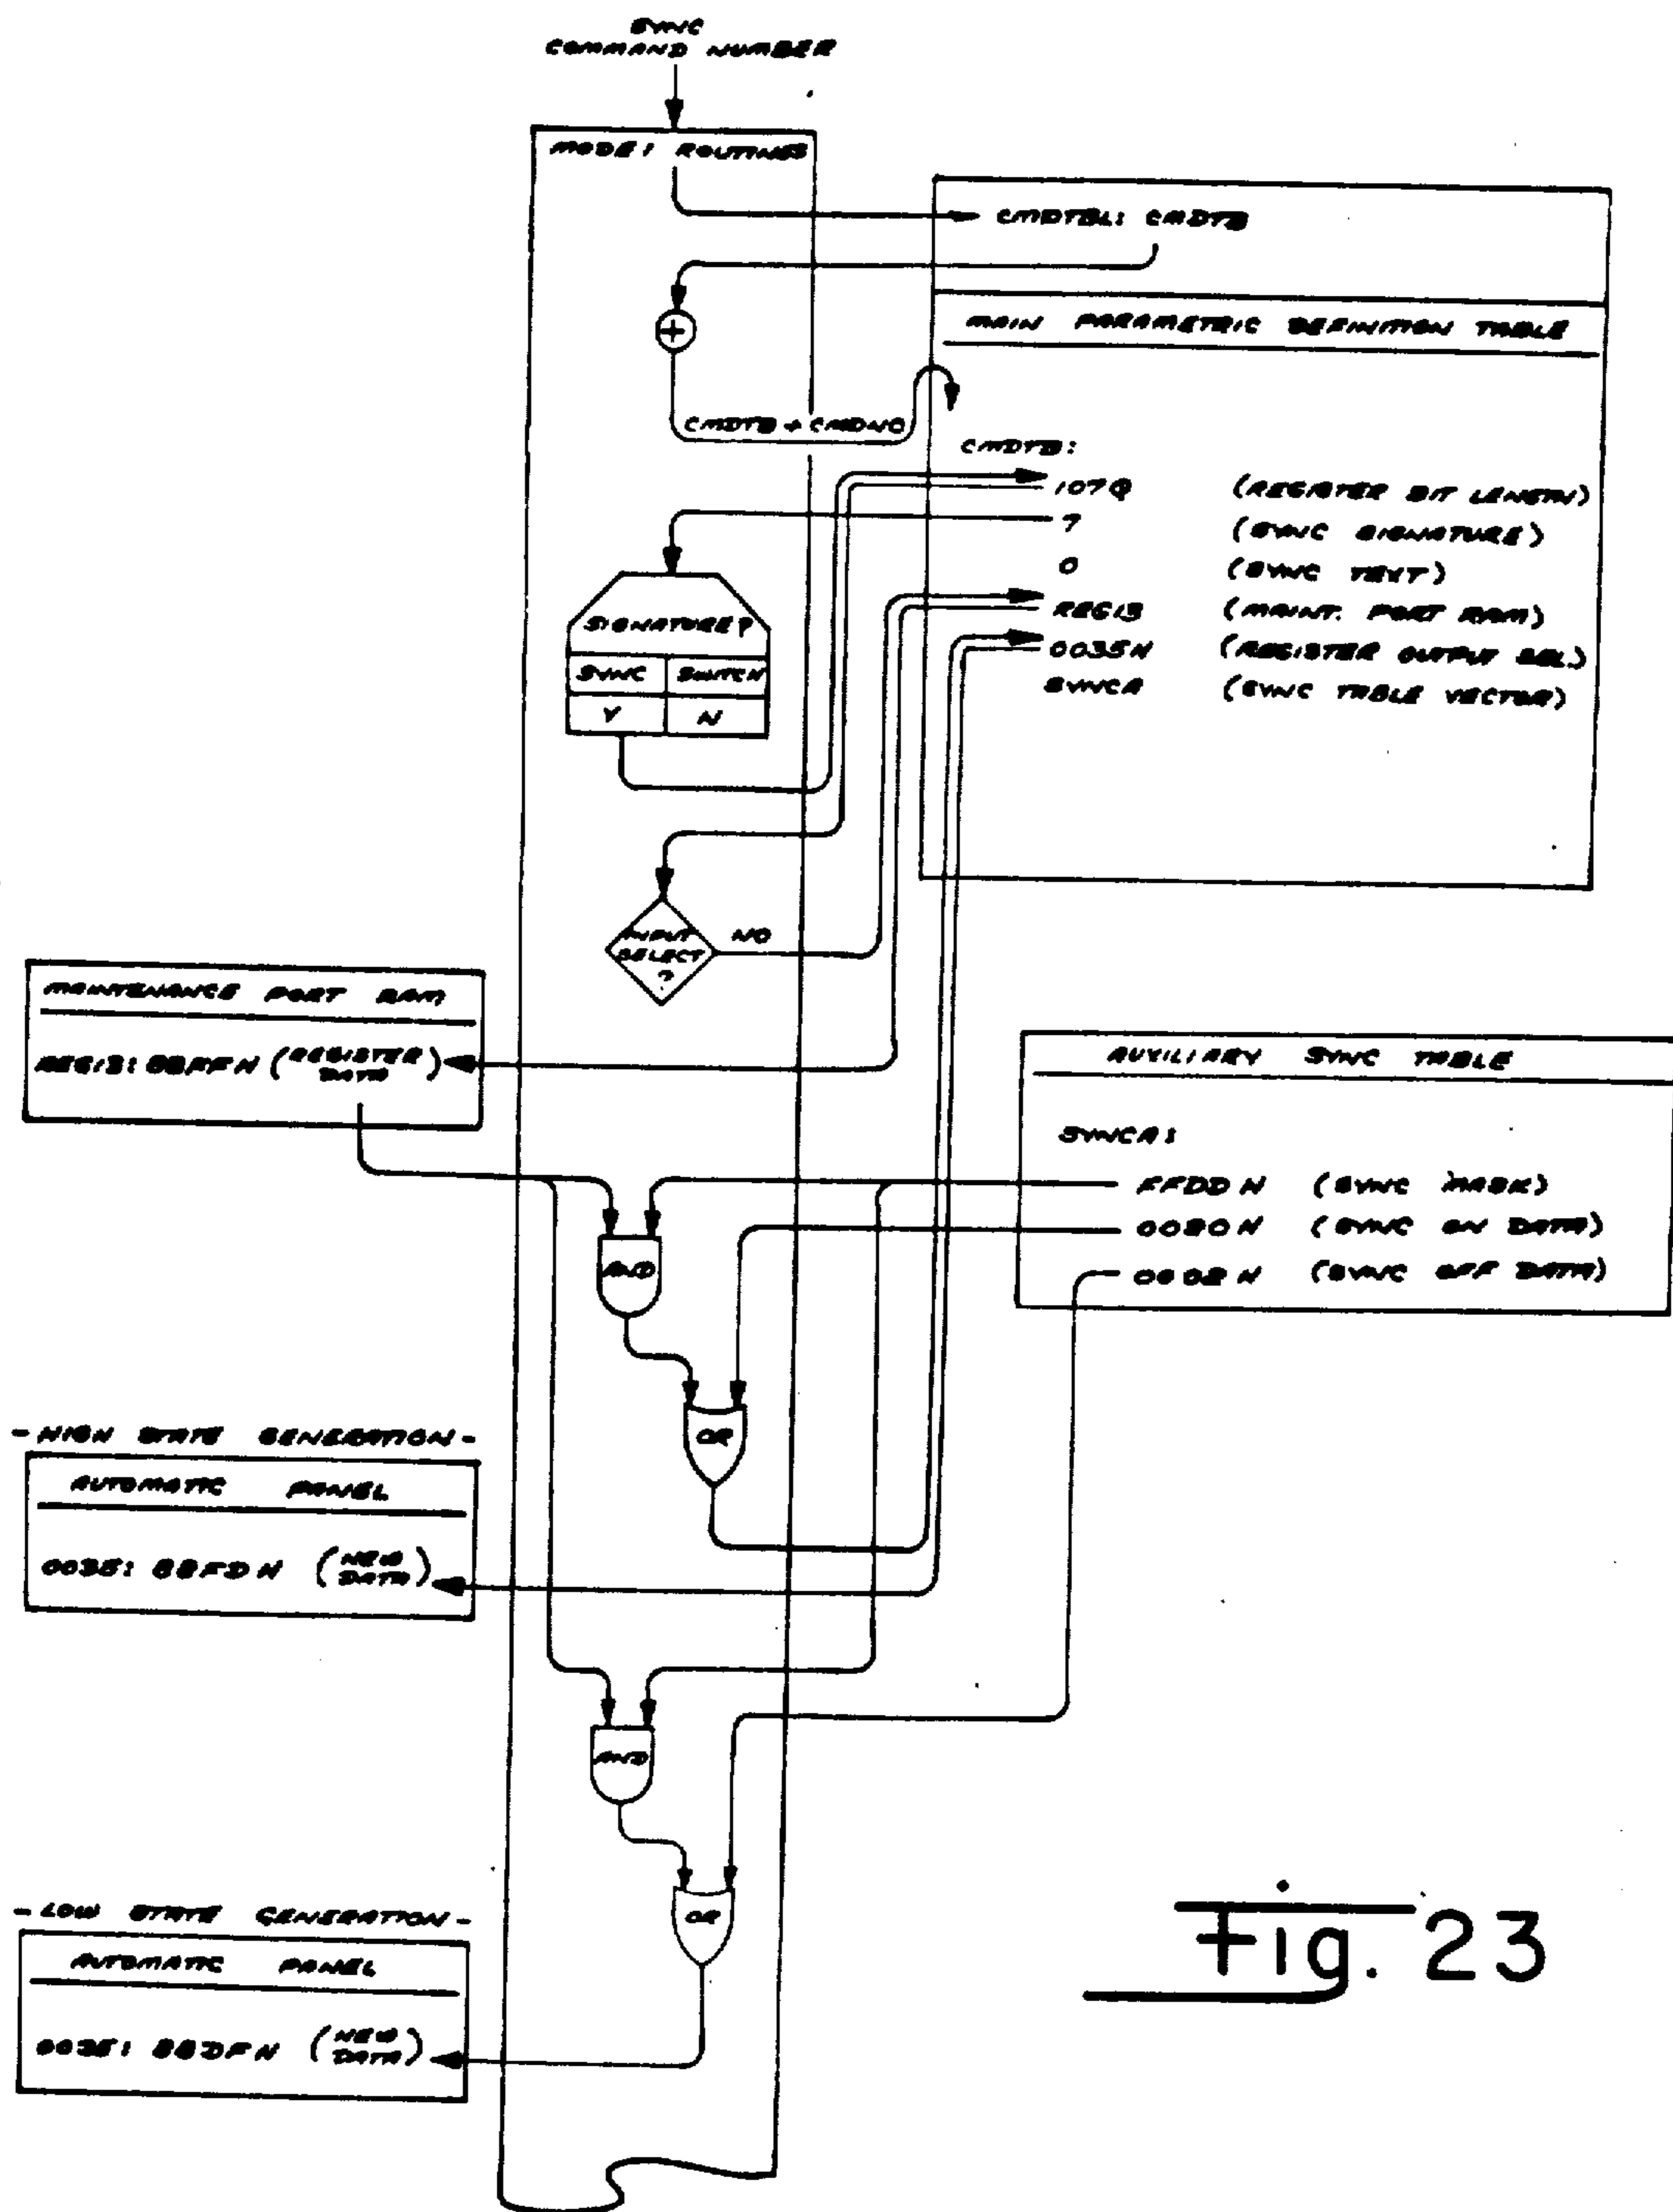 SYNC
COMMAND NUMBER
MODE 1 ROUTINES
CMDTBL: CMDTB
MAIN PARAMETRIC DEFINITION TABLE
CMDTB + CMDNO
CMDTB:
107Q (REGISTER BIT LENGTH)
7 (SYNC SIGNATURE)
0 (SYNC TEXT)
(MAINT. PORT RAM)
0035H (REGISTER OUTPUT SEL.)
SYNCA (SYNC TABLE VECTOR)
SIGNATURE?
SYNC SWITCH
Y N
INPUT
SELECT
?
NO
MAINTENANCE PORT RAM
(REGISTER
DATA)
AUXILIARY SYNC TABLE
SYNCA:
FFDD H (SYNC MASK)
(SYNC ON DATA)
0002 H (SYNC OFF DATA)
AND
OR
- HIGH STATE GENERATION -
AUTOMATIC PANEL
0035: 88FD H (NEW
DATA)
AND
OR
- LOW STATE GENERATION -
AUTOMATIC PANEL
0035: 88DF H (NEW
DATA)
Fig. 23